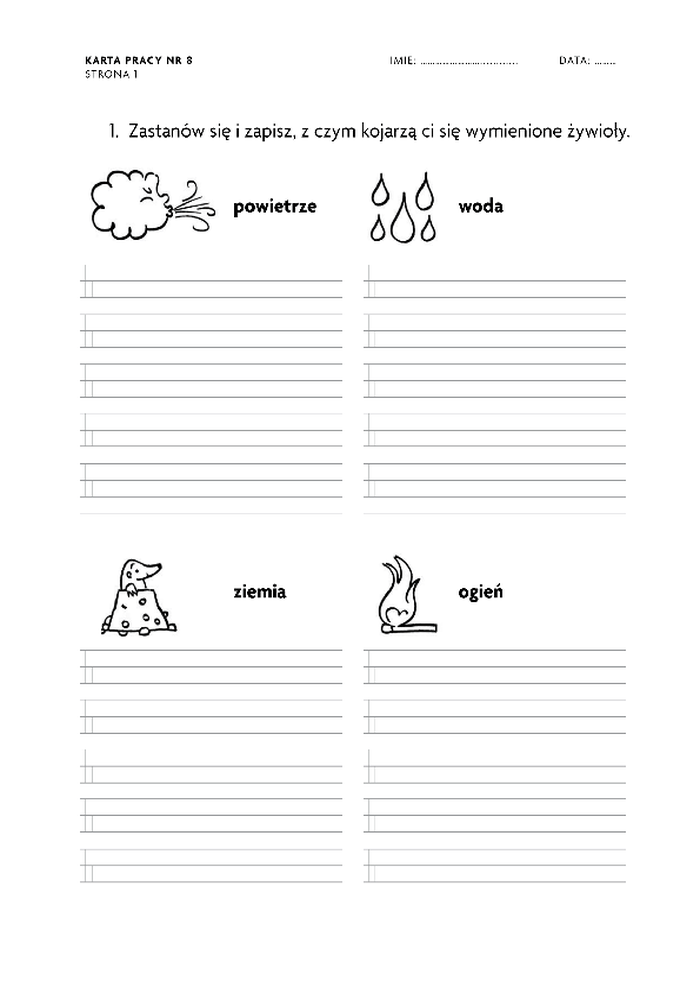 KARTA PRACY NR 8
STRONA 1
IMIE: ................................ DATA: .......
1. Zastanów się i zapisz, z czym kojarzą ci się wymienione żywioły.
powietrze
woda
ziemia
ogień